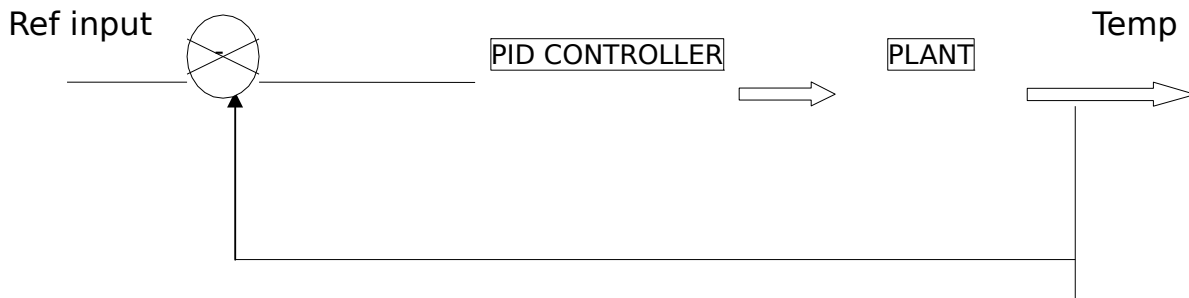 Ref input
-
PID CONTROLLER
PLANT
Temp